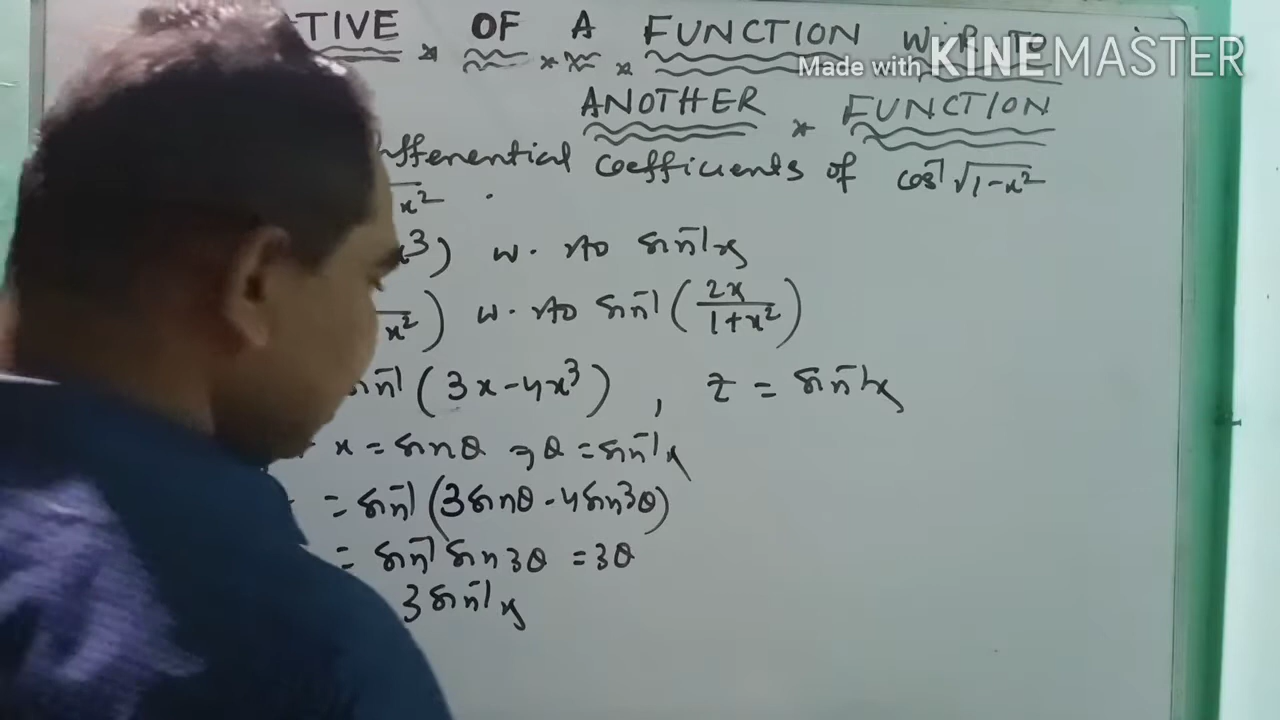 TIVE OF A FUNCTION W.R TO
Made with KINEMASTER
ANOTHER FUNCTION
Differential coefficients of cos⁻¹√1-x²
x² .
x³) w.r to sin⁻¹x
x²) w.r to sin⁻¹(2x/1+x²)
sin⁻¹(3x-4x³) , z = sin⁻¹x
x = sinθ ⇒ θ = sin⁻¹x
= sin⁻¹(3sinθ-4sin³θ)
= sin⁻¹ sin3θ = 3θ
3sin⁻¹x